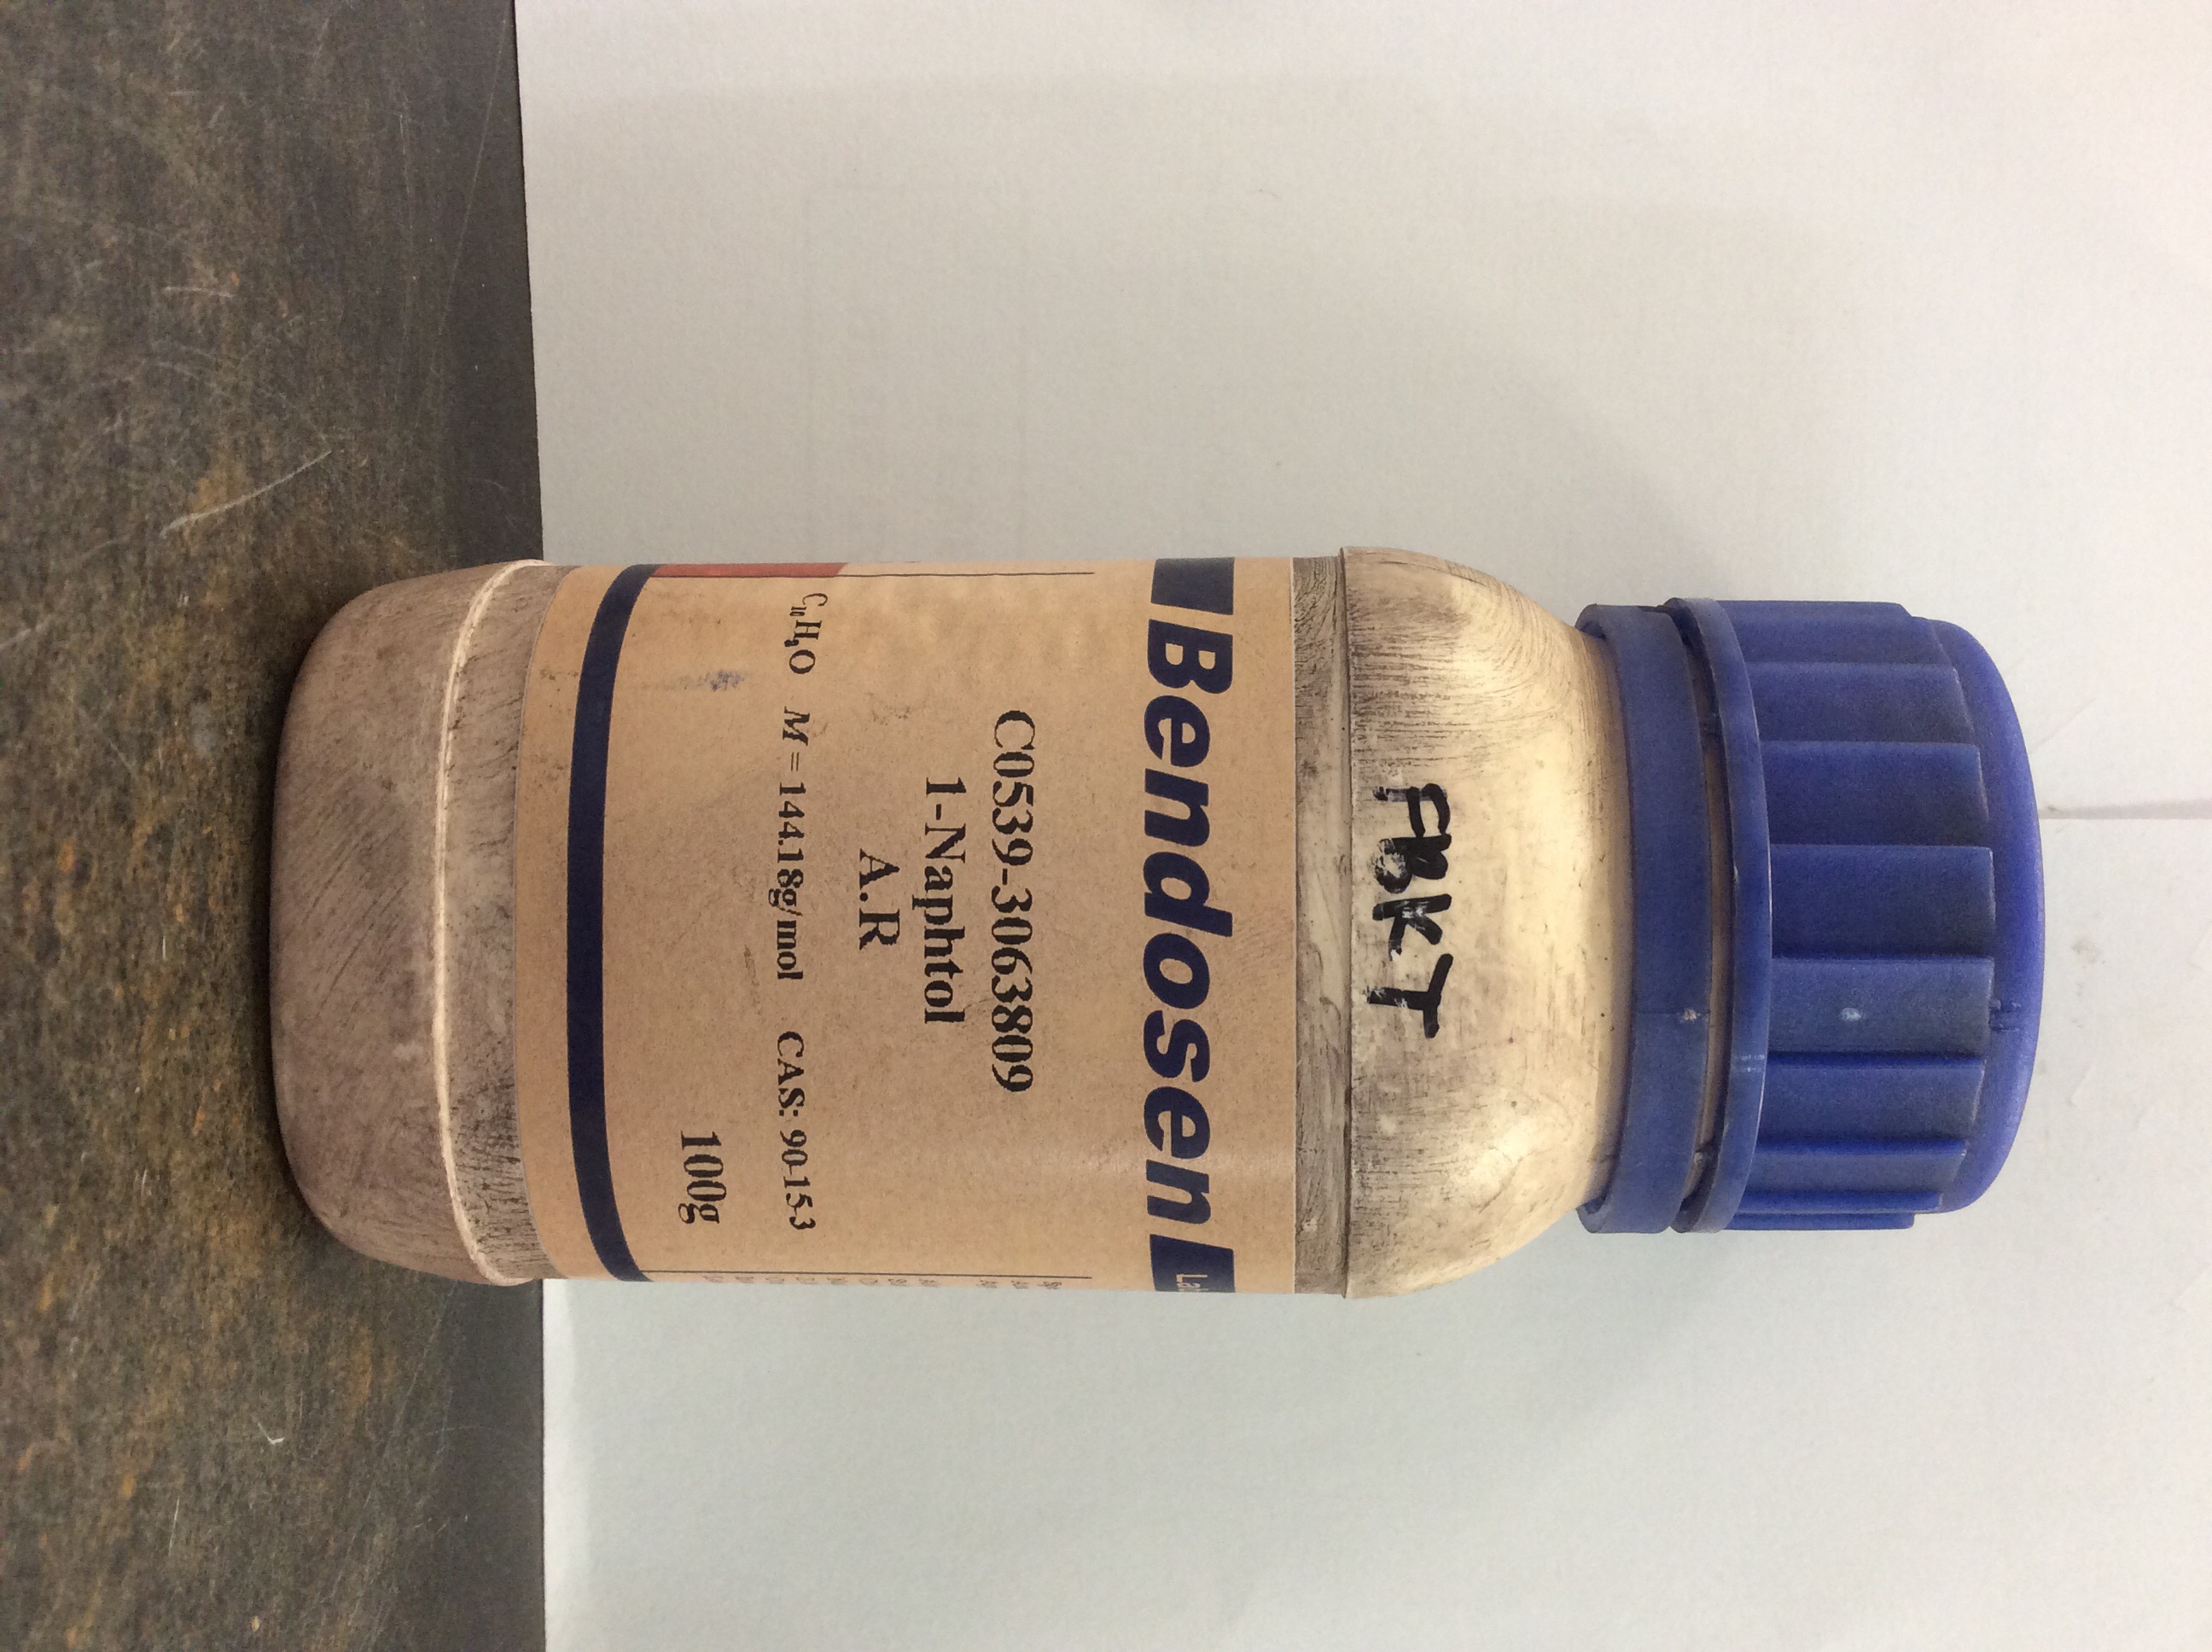 FBKT
Bendosen
C0539-3063809
1-Naphtol
A.R
C₁₀H₈O M = 144.18g/mol CAS: 90-15-3
100g